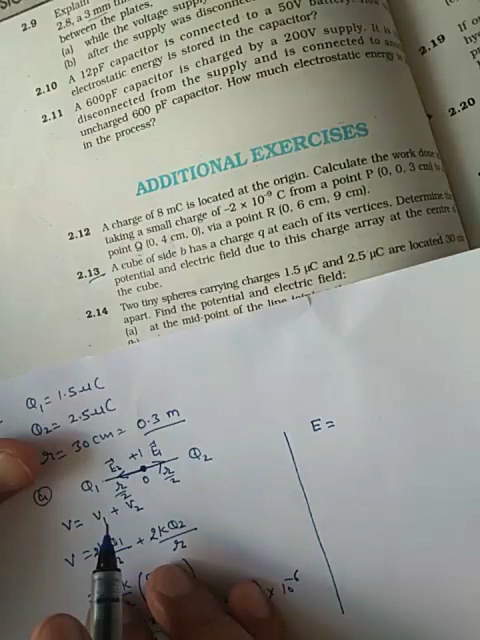 2.9 Explain
2.8, a 3 mm
between the plates,
(a) while the voltage supply
(b) after the supply was
2.10 A 12pF capacitor is connected to a 50V
electrostatic energy is stored in the capacitor?
2.11 A 600pF capacitor is charged by a 200V supply. It is
disconnected from the supply and is connected to
uncharged 600 pF capacitor. How much electrostatic energy
in the process?
2.19 If
2.20
ADDITIONAL EXERCISES
2.12 A charge of 8 mC is located at the origin. Calculate the work done
taking a small charge of –2 × 10⁻⁹ C from a point P (0, 0, 3 cm)
point Q (0, 4 cm, 0), via a point R (0, 6 cm, 9 cm).
2.13 A cube of side b has a charge q at each of its vertices. Determine the
potential and electric field due to this charge array at the centre
the cube.
2.14 Two tiny spheres carrying charges 1.5 μC and 2.5 μC are located 30 cm
apart. Find the potential and electric field:
(a) at the mid-point of the line
Q₁ = 1.5μC
Q₂ = 2.5μC
r = 30cm = 0.3 m
(a) Q₁ E₂ +1 E₁ Q₂
r/2 0 r/2
V = V₁ + V₂
V = + 2KQ₂/r
× 10⁻⁶
E =